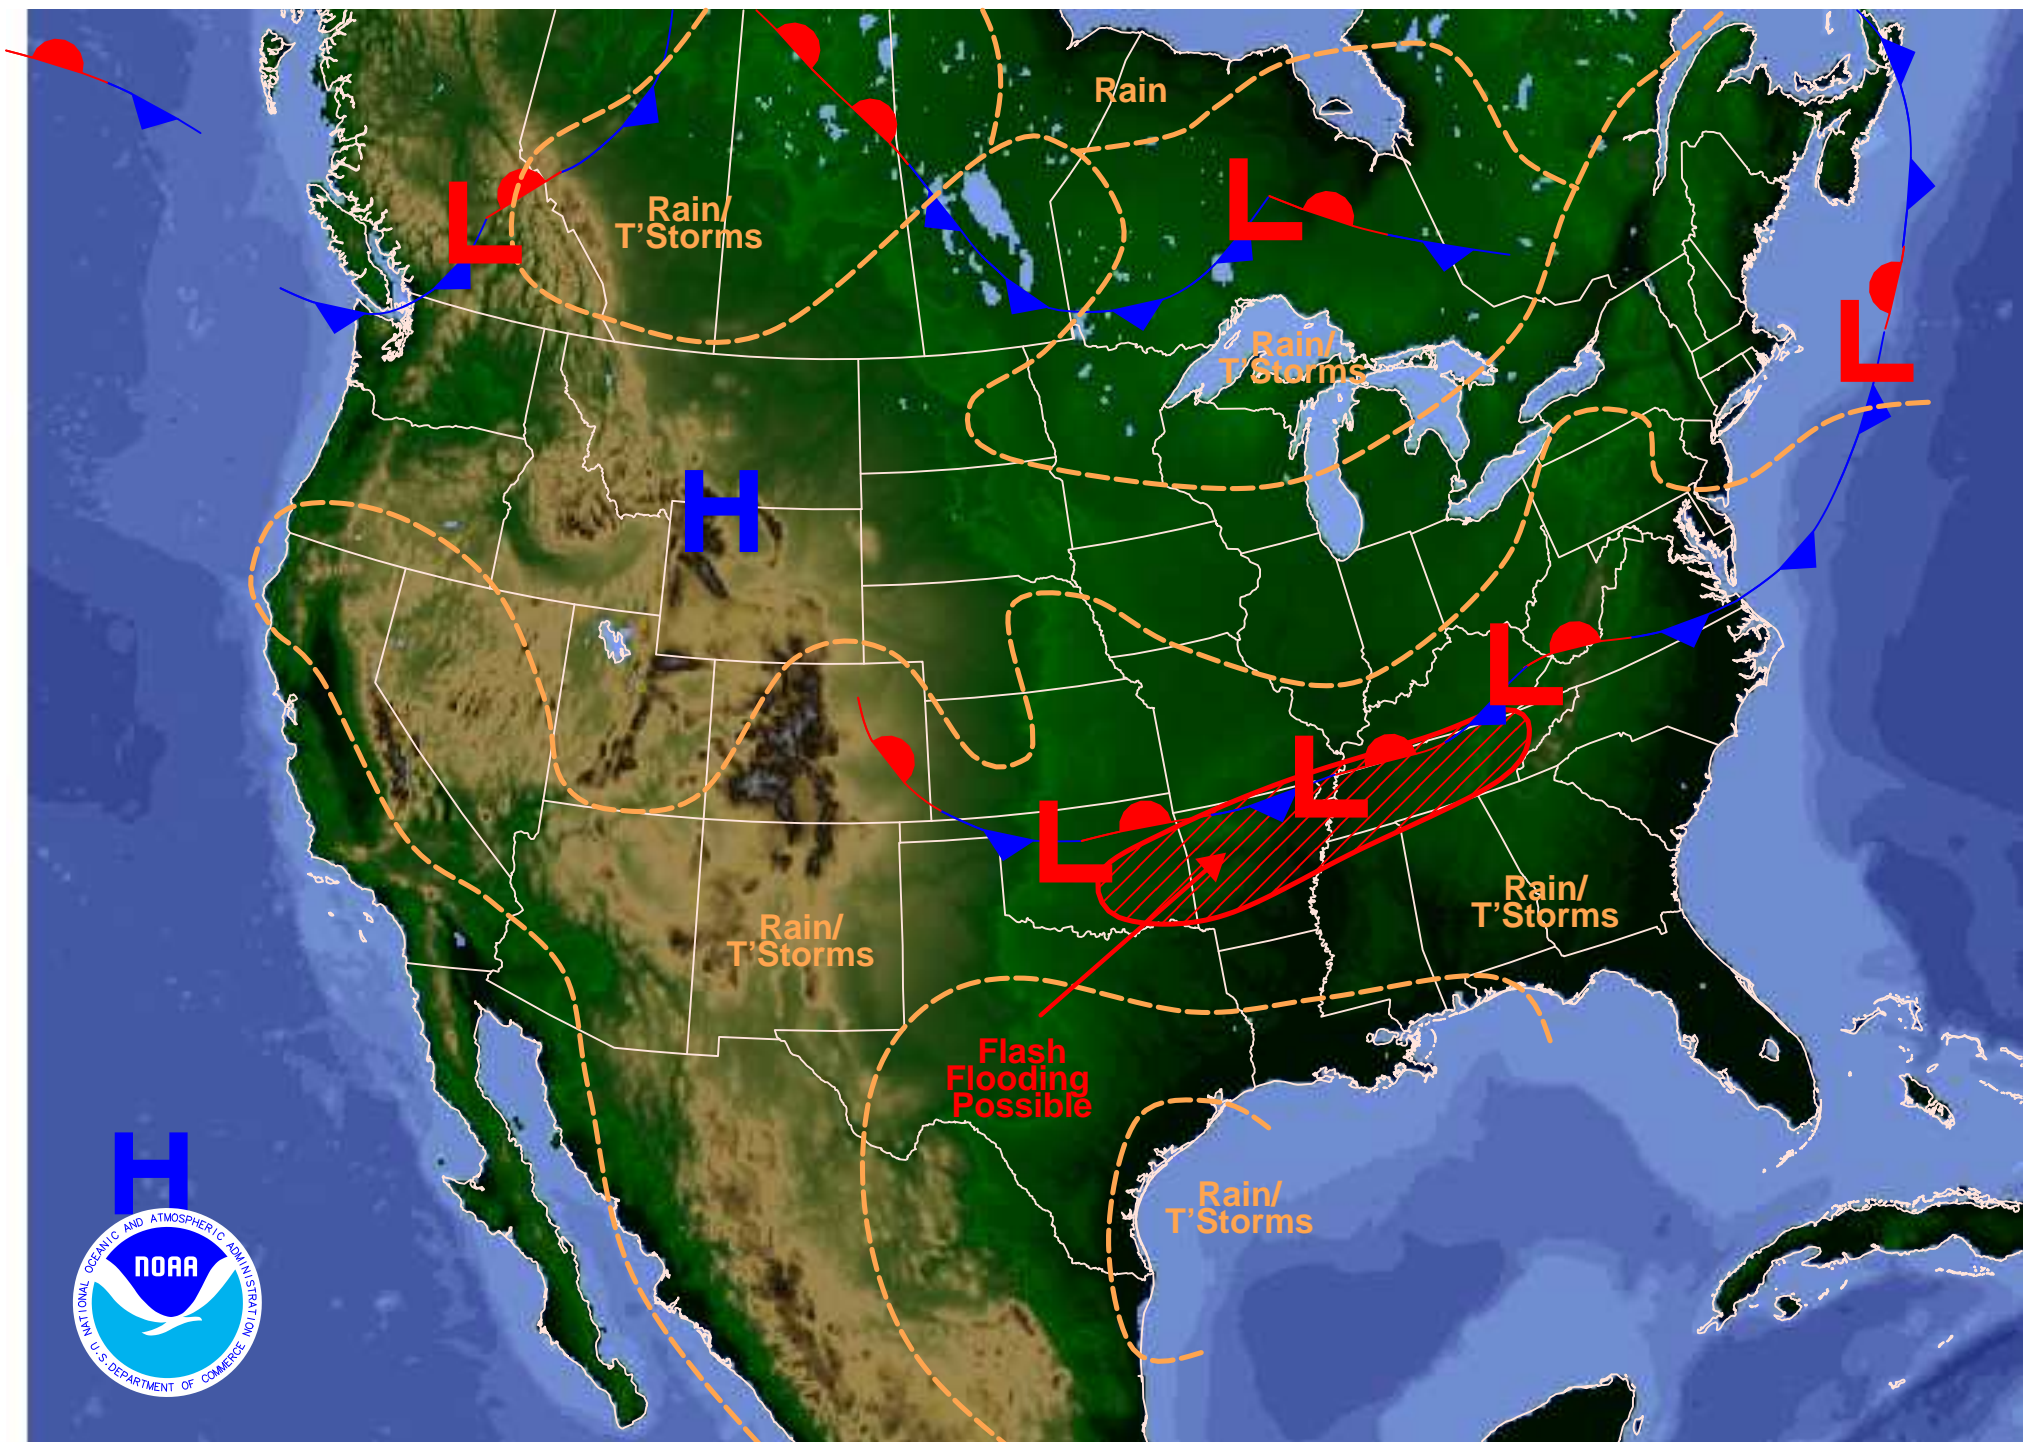 Rain
Rain/
T'Storms
L
L
Rain/
T'Storms
L
H
L
L
L
Rain/
T'Storms
Rain/
T'Storms
Flash
Flooding
Possible
H
Rain/
T'Storms
NATIONAL OCEANIC AND ATMOSPHERIC ADMINISTRATION
NOAA
U.S. DEPARTMENT OF COMMERCE